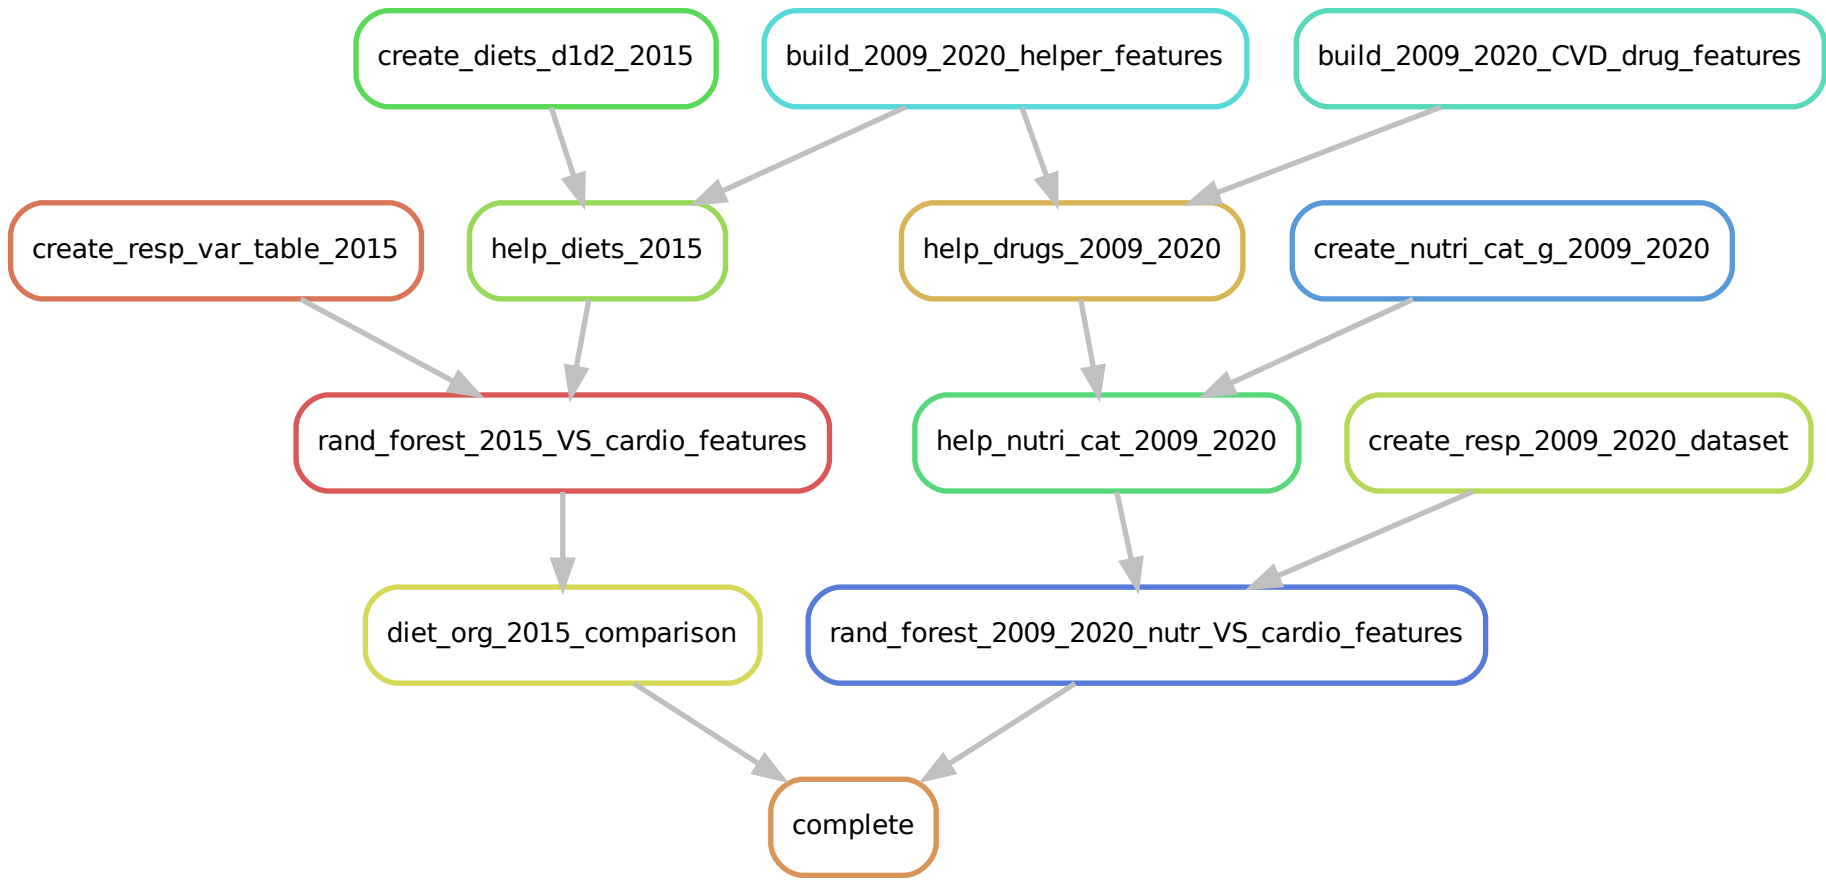 create_diets_d1d2_2015
build_2009_2020_helper_features
build_2009_2020_CVD_drug_features
create_resp_var_table_2015
help_diets_2015
help_drugs_2009_2020
create_nutri_cat_g_2009_2020
rand_forest_2015_VS_cardio_features
help_nutri_cat_2009_2020
create_resp_2009_2020_dataset
diet_org_2015_comparison
rand_forest_2009_2020_nutr_VS_cardio_features
complete